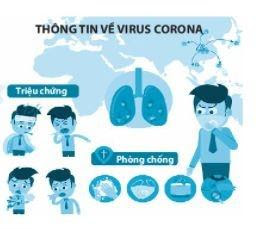 THÔNG TIN VỀ VIRUS CORONA
Triệu chứng
Phòng chống